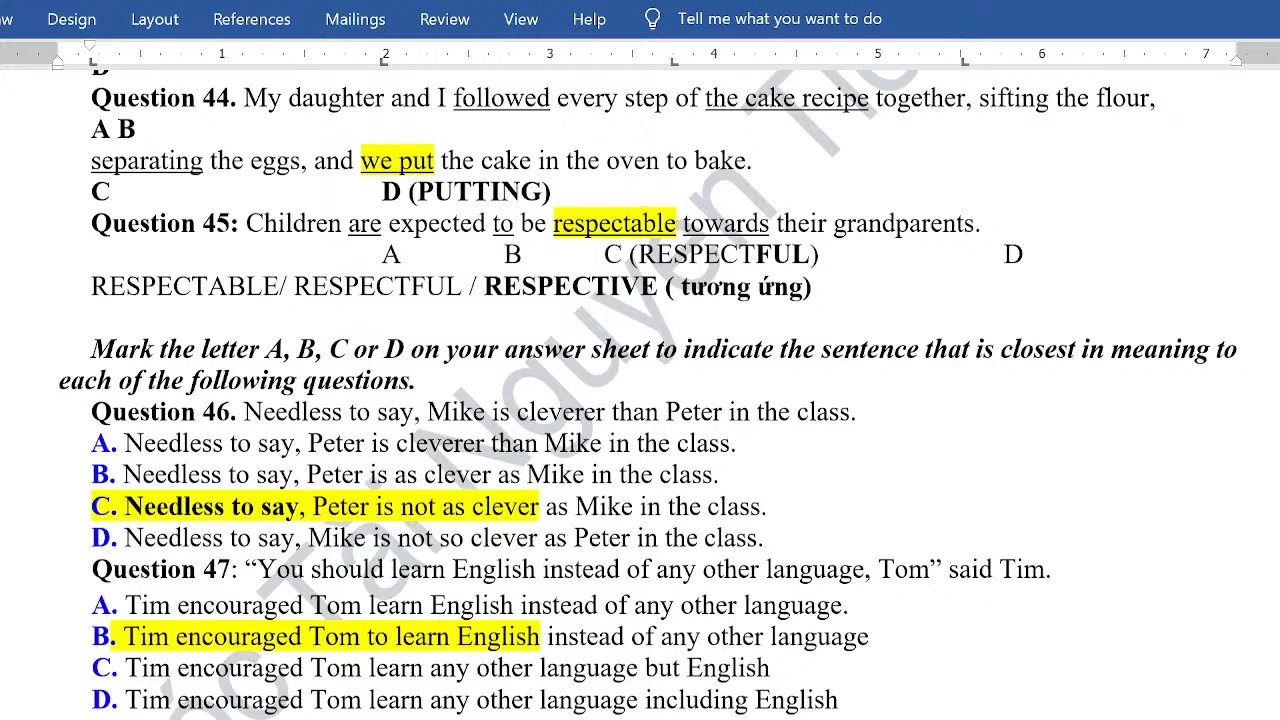 Design Layout References Mailings Review View Help Tell me what you want to do
1 2 3 4 5 6 7
Question 44. My daughter and I followed every step of the cake recipe together, sifting the flour,
A B
separating the eggs, and we put the cake in the oven to bake.
C D (PUTTING)
Question 45: Children are expected to be respectable towards their grandparents.
A B C (RESPECTFUL) D
RESPECTABLE/ RESPECTFUL / RESPECTIVE ( tương ứng)
Mark the letter A, B, C or D on your answer sheet to indicate the sentence that is closest in meaning to
each of the following questions.
Question 46. Needless to say, Mike is cleverer than Peter in the class.
A. Needless to say, Peter is cleverer than Mike in the class.
B. Needless to say, Peter is as clever as Mike in the class.
C. Needless to say, Peter is not as clever as Mike in the class.
D. Needless to say, Mike is not so clever as Peter in the class.
Question 47: “You should learn English instead of any other language, Tom” said Tim.
A. Tim encouraged Tom learn English instead of any other language.
B. Tim encouraged Tom to learn English instead of any other language
C. Tim encouraged Tom learn any other language but English
D. Tim encouraged Tom learn any other language including English
Tài Nguyen